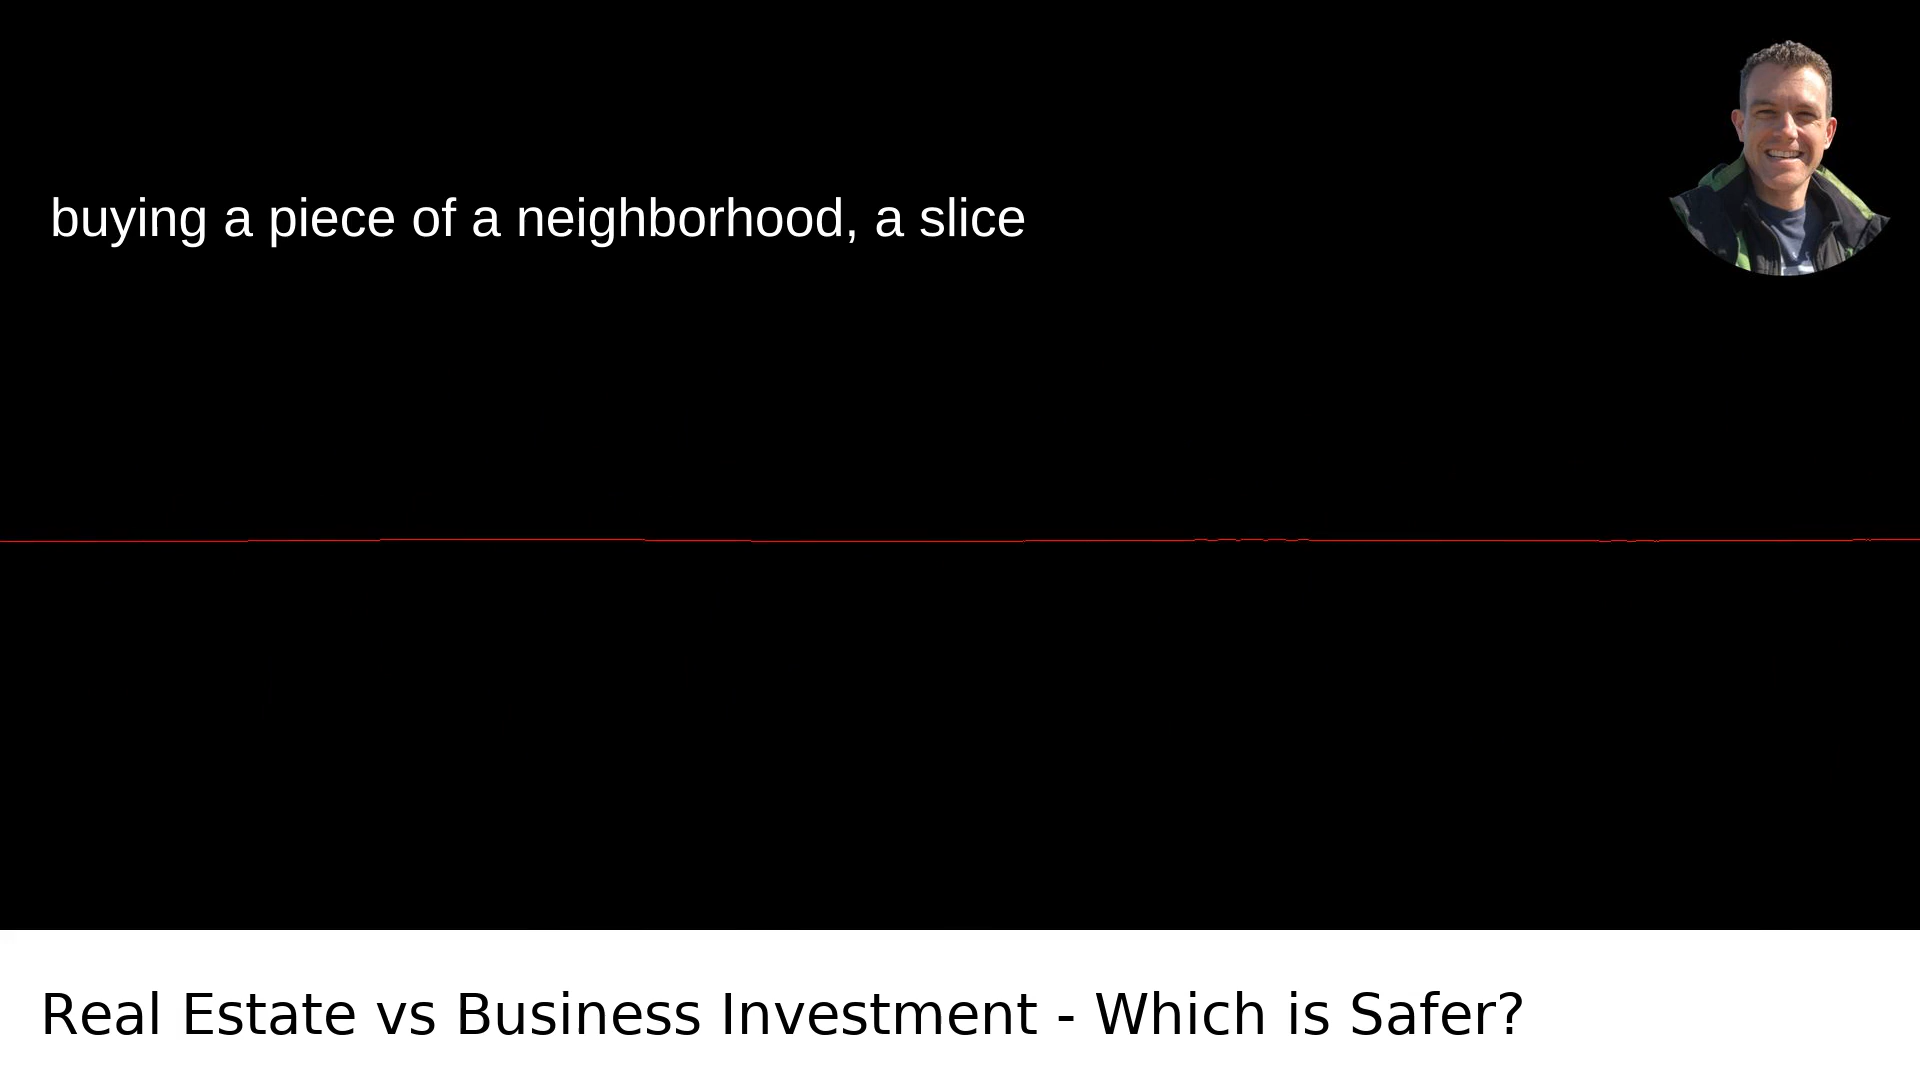 buying a piece of a neighborhood, a slice
Real Estate vs Business Investment - Which is Safer?